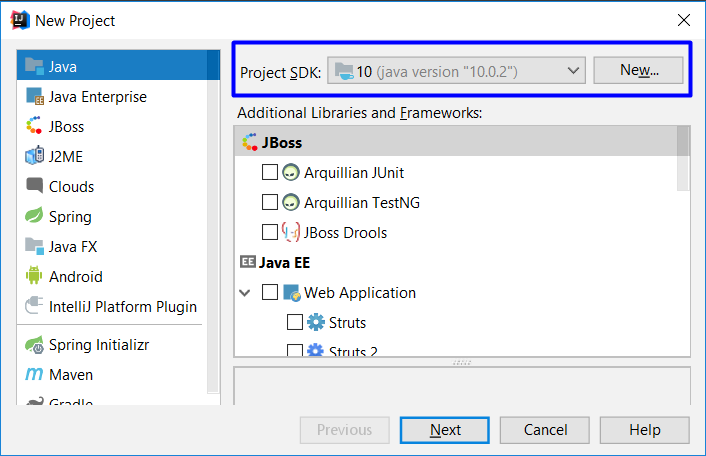 New Project
Java
Java Enterprise
JBoss
J2ME
Clouds
Spring
Java FX
Android
IntelliJ Platform Plugin
Spring Initializr
Maven
Gradle
Project SDK: 10 (java version "10.0.2") New...
Additional Libraries and Frameworks:
JBoss
Arquillian JUnit
Arquillian TestNG
JBoss Drools
EE Java EE
Web Application
Struts
Struts 2
Previous Next Cancel Help